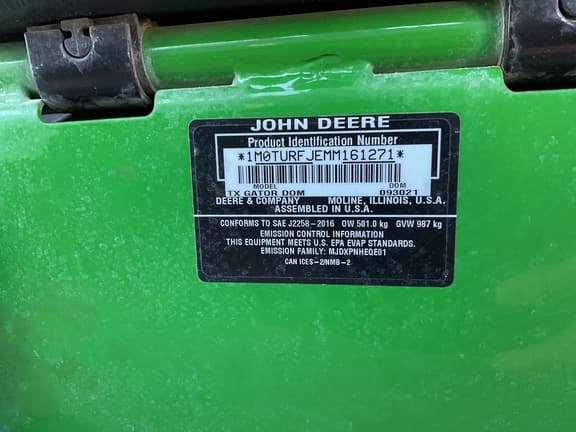 JOHN DEERE
Product Identification Number
*1M0TURFJEMM161271*
MODEL DOM
TX GATOR DOM 093021
DEERE & COMPANY MOLINE, ILLINOIS, U.S.A.
ASSEMBLED IN U.S.A.
CONFORMS TO SAE J2258-2016 OW 501.0 kg GVW 987 kg
EMISSION CONTROL INFORMATION
THIS EQUIPMENT MEETS U.S. EPA EVAP STANDARDS.
EMISSION FAMILY: MJDXPNHEQE01
CAN ICES-2/NMB-2